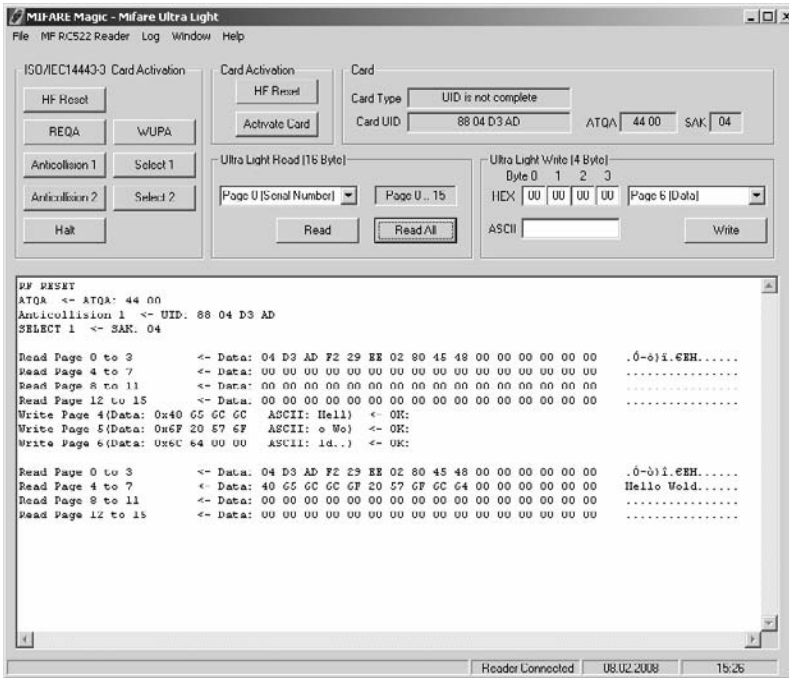 MIFARE Magic - Mifare Ultra Light
File MF RC522 Reader Log Window Help
ISO/IEC14443-3 Card Activation
HF Reset
REQA WUPA
Anticollision 1 Select 1
Anticollision 2 Select 2
Halt
Card Activation
HF Reset
Activate Card
Card
Card Type UID is not complete
Card UID 88 04 D3 AD ATQA 44 00 SAK 04
Ultra Light Read (16 Byte)
Page 0 (Serial Number) Page 0 .. 15
Read Read All
Ultra Light Write (4 Byte)
Byte 0 1 2 3
HEX 00 00 00 00 Page 6 (Data)
ASCII Write
RF RESET
ATQA <- ATQA: 44 00
Anticollision 1 <- UID: 88 04 D3 AD
SELECT 1 <- SAK: 04
Read Page 0 to 3 <- Data: 04 D3 AD F2 29 EE 02 80 45 48 00 00 00 00 00 00 .Ó-ò)î.€EH......
Read Page 4 to 7 <- Data: 00 00 00 00 00 00 00 00 00 00 00 00 00 00 00 00 ................
Read Page 8 to 11 <- Data: 00 00 00 00 00 00 00 00 00 00 00 00 00 00 00 00 ................
Read Page 12 to 15 <- Data: 00 00 00 00 00 00 00 00 00 00 00 00 00 00 00 00 ................
Write Page 4(Data: 0x48 65 6C 6C ASCII: Hell) <- OK:
Write Page 5(Data: 0x6F 20 57 6F ASCII: o Wo) <- OK:
Write Page 6(Data: 0x6C 64 00 00 ASCII: ld..) <- OK:
Read Page 0 to 3 <- Data: 04 D3 AD F2 29 EE 02 80 45 48 00 00 00 00 00 00 .Ó-ò)î.€EH......
Read Page 4 to 7 <- Data: 48 65 6C 6C 6F 20 57 6F 6C 64 00 00 00 00 00 00 Hello Wold......
Read Page 8 to 11 <- Data: 00 00 00 00 00 00 00 00 00 00 00 00 00 00 00 00 ................
Read Page 12 to 15 <- Data: 00 00 00 00 00 00 00 00 00 00 00 00 00 00 00 00 ................
Reader Connected 08.02.2008 15:26